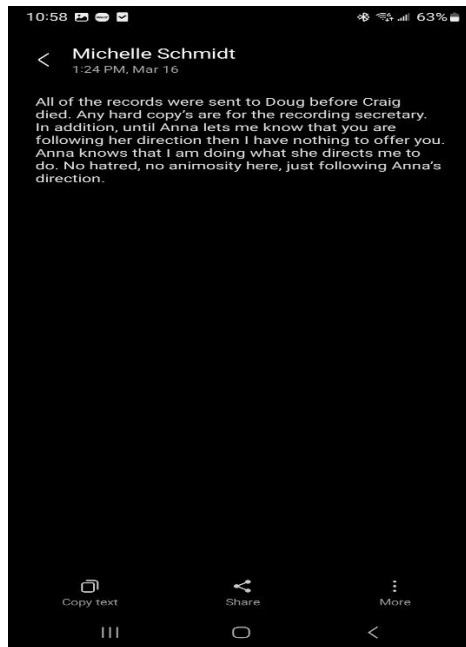 10:58 63%
Michelle Schmidt
1:24 PM, Mar 16
All of the records were sent to Doug before Craig
died. Any hard copy's are for the recording secretary.
In addition, until Anna lets me know that you are
following her direction then I have nothing to offer you.
Anna knows that I am doing what she directs me to
do. No hatred, no animosity here, just following Anna's
direction.
Copy text Share More